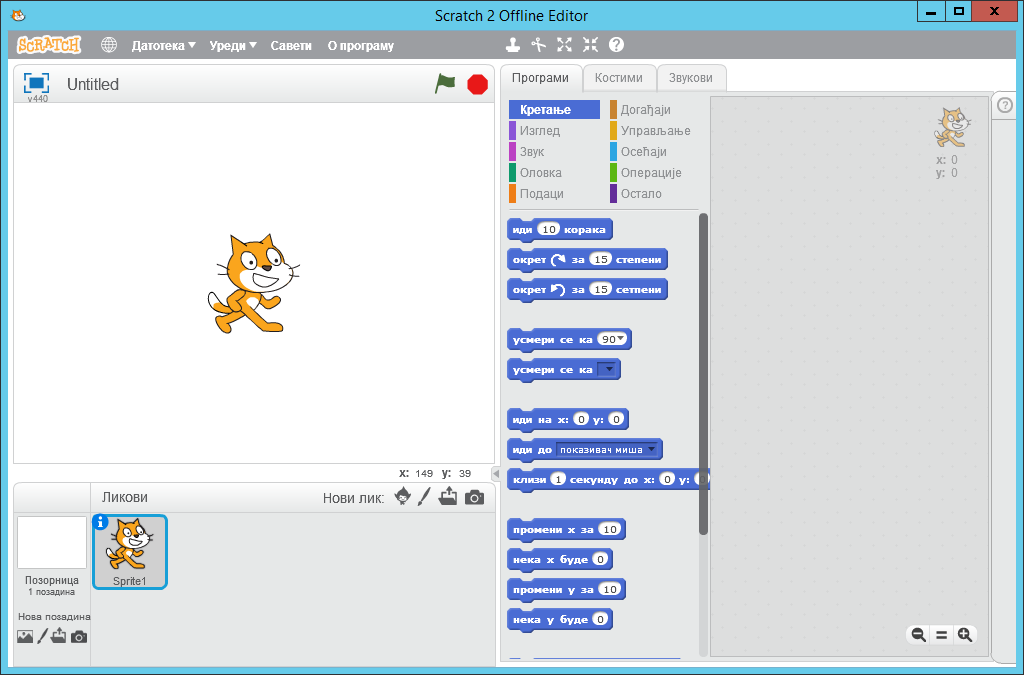 Scratch 2 Offline Editor
SCRATCH Датотека Уреди Савети О програму
v440 Untitled
x: 149 y: 39
Ликови Нови лик:
Позорница
1 позадина
Нова позадина
Sprite1
Програми Костими Звукови
Кретање Догађаји
Изглед Управљање
Звук Осећаји
Оловка Операције
Подаци Остало
иди 10 корака
окрет за 15 степени
окрет за 15 сетпени
усмери се ка 90
усмери се ка
иди на x: 0 y: 0
иди до показивач миша
клизи 1 секунду до x: 0 y: 0
промени x за 10
нека x буде 0
промени y за 10
нека y буде 0
x: 0
y: 0